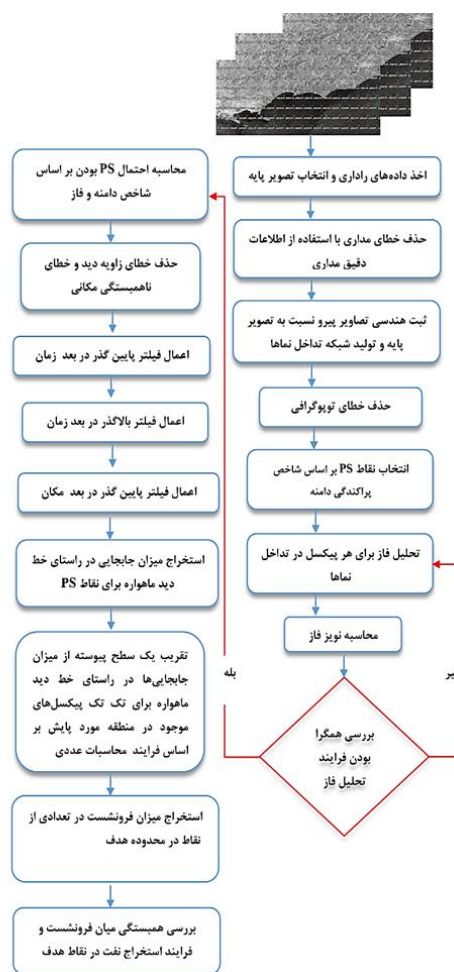 اخذ داده‌های راداری و انتخاب تصویر پایه
حذف خطای مداری با استفاده از اطلاعات
دقیق مداری
ثبت هندسی تصاویر پیرو نسبت به تصویر
پایه و تولید شبکه تداخل نماها
حذف خطای توپوگرافی
انتخاب نقاط PS بر اساس شاخص
پراکندگی دامنه
تحلیل فاز برای هر پیکسل در تداخل
نماها
محاسبه نویز فاز
بررسی همگرا
بودن فرایند
تحلیل فاز
یر
بله
محاسبه احتمال PS بودن بر اساس
شاخص دامنه و فاز
حذف خطای زاویه دید و خطای
ناهمبستگی مکانی
اعمال فیلتر پایین گذر در بعد زمان
اعمال فیلتر بالاگذر در بعد زمان
اعمال فیلتر پایین گذر در بعد مکان
استخراج میزان جابجایی در راستای خط
دید ماهواره برای نقاط PS
تقریب یک سطح پیوسته از میزان
جابجایی‌ها در راستای خط دید
ماهواره برای تک تک پیکسل‌های
موجود در منطقه مورد پایش بر
اساس فرایند محاسبات عددی
استخراج میزان فرونشست در تعدادی از
نقاط در محدوده هدف
بررسی همبستگی میان فرونشست و
فرایند استخراج نفت در نقاط هدف